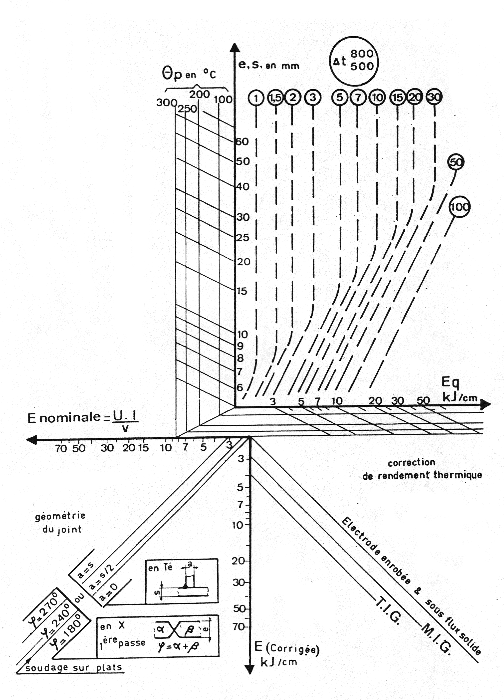 θp en °C
300 250 200 100
e,s. en mm
Δt 800
500
1 1,5 2 3 5 7 10 15 20 30
50
100
60
50
40
30
25
20
15
10
9
8
7
6
Eq
kJ/cm
3 5 7 10 20 30 50
E nominale = U.I
v
70 50 30 20 15 10 7 5 3
correction
de rendement thermique
3
5
7
10
20
30
50
70
géométrie
du joint
a=s
a=s/2
ou a=0
φ=270°
φ=240°
φ=180°
soudage sur plats
en Té
a
s
en X
1ère passe
α β e
φ=α+β
Electrode enrobée & sous flux solide
T.I.G.
M.I.G.
E (Corrigée)
kJ/cm